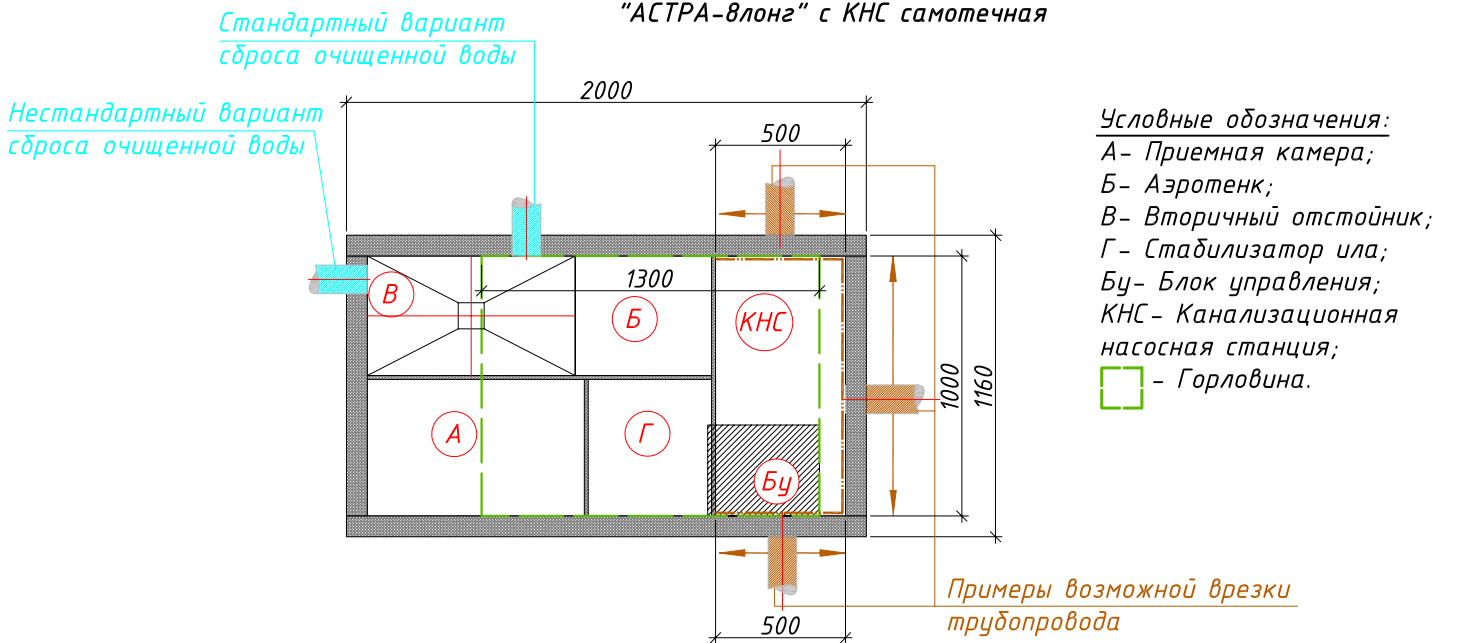 "АСТРА-влонг" с КНС самотечная
Стандартный вариант
сброса очищенной воды
Нестандартный вариант
сброса очищенной воды
2000
500
1300
В
Б
КНС
А
Г
Бу
1000
1160
500
Условные обозначения:
А- Приемная камера;
Б- Аэротенк;
В- Вторичный отстойник;
Г- Стабилизатор ила;
Бу- Блок управления;
КНС- Канализационная
насосная станция;
- Горловина.
Примеры возможной врезки
трубопровода